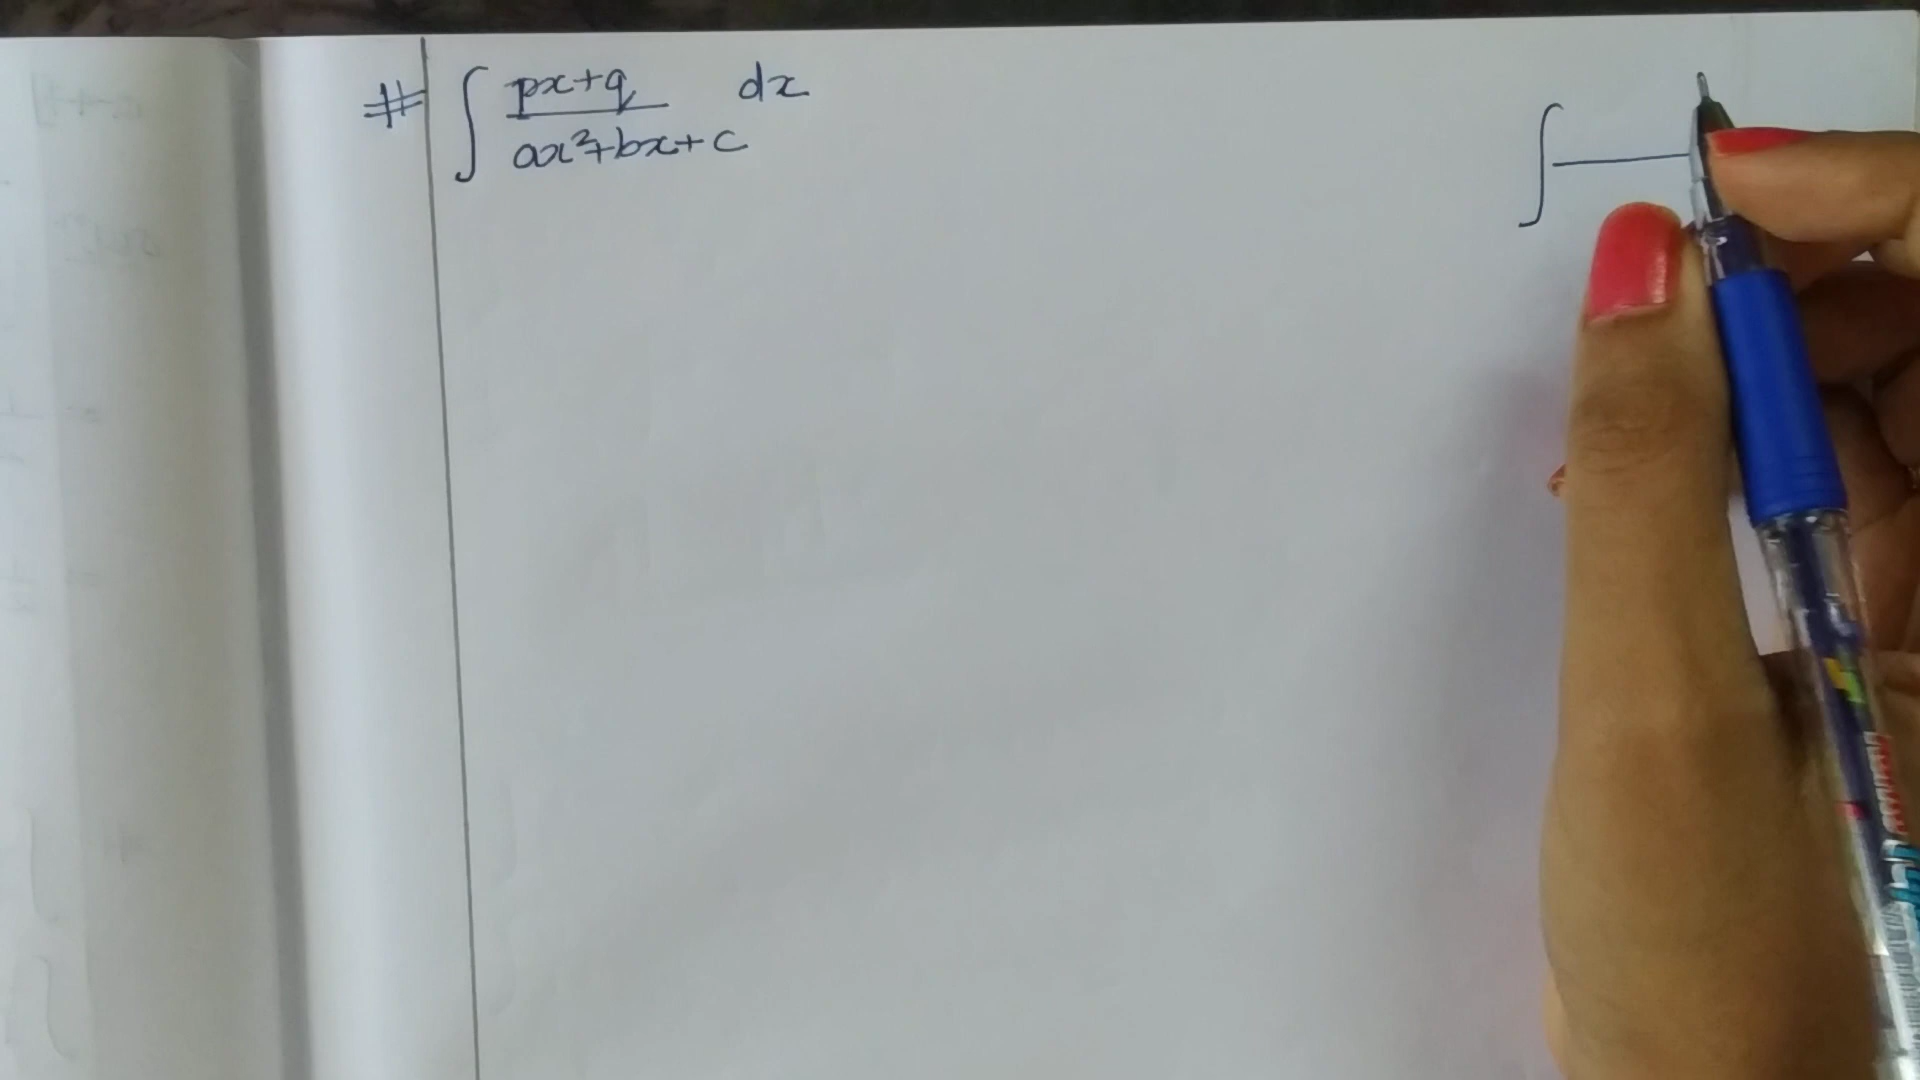 # ∫ px+q dx
ax²+bx+c
∫